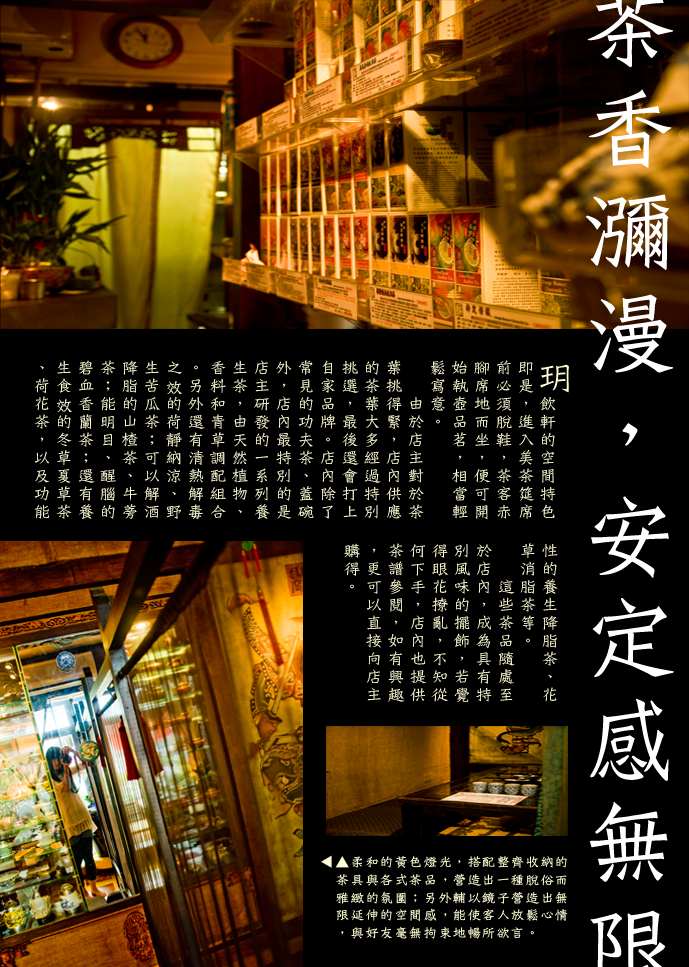 茶香瀰漫，安定感無限
玥飲軒的空間特色
即是，進入美茶筵席
前必須脫鞋，茶客赤
腳席地而坐，便可開
始執壺品茗，相當輕
鬆寫意。
由於店主對於茶
葉挑得緊，店內供應
的茶葉大多經過特別
挑選，最後還會打上
自家品牌。店內除了
常見的功夫茶、蓋碗
外，店內最特別的是
店主研發的一系列養
生茶，由天然植物、
香料和青草調配組合
。另外還有清熱解毒
之效的荷靜納涼、野
生苦瓜茶；可以解酒
降脂的山楂茶、牛蒡
茶；能明目、醒腦的
碧血香蘭茶；還有養
生食效的冬草夏草茶
、荷花茶，以及功能
性的養生降脂茶、花
草消脂茶等。
這些茶品隨處至
於店內，成為具有特
別風味的擺飾，若覺
得眼花撩亂，不知從
何下手，店內也提供
茶譜參閱，如有興趣
，更可以直接向店主
購得。
◀▲柔和的黃色燈光，搭配整齊收納的
茶具與各式茶品，營造出一種脫俗而
雅緻的氛圍；另外輔以鏡子營造出無
限延伸的空間感，能使客人放鬆心情
，與好友毫無拘束地暢所欲言。